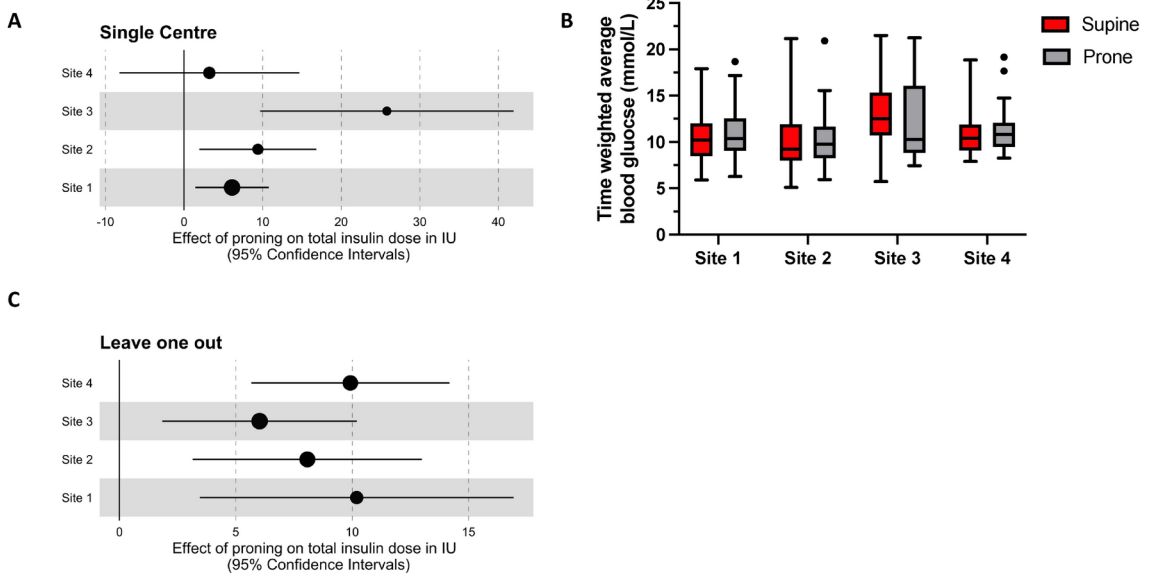 A
Single Centre
Site 4
Site 3
Site 2
Site 1
-10 0 10 20 30 40
Effect of proning on total insulin dose in IU
(95% Confidence Intervals)
B
Time weighted average
blood gluocse (mmol/L)
25
20
15
10
5
0
Site 1 Site 2 Site 3 Site 4
Supine
Prone
C
Leave one out
Site 4
Site 3
Site 2
Site 1
0 5 10 15
Effect of proning on total insulin dose in IU
(95% Confidence Intervals)